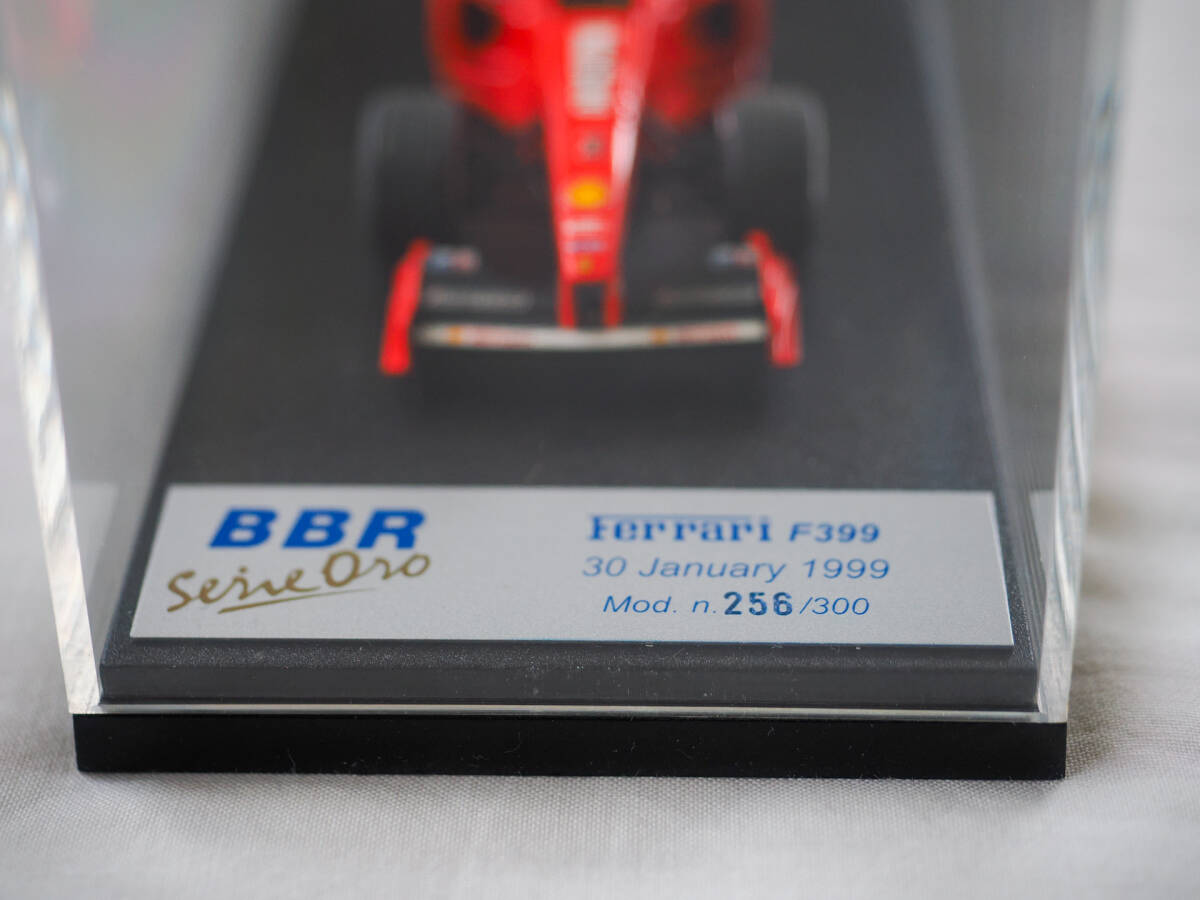 BBR
Serie Oro
Ferrari F399
30 January 1999
Mod. n. 256/300